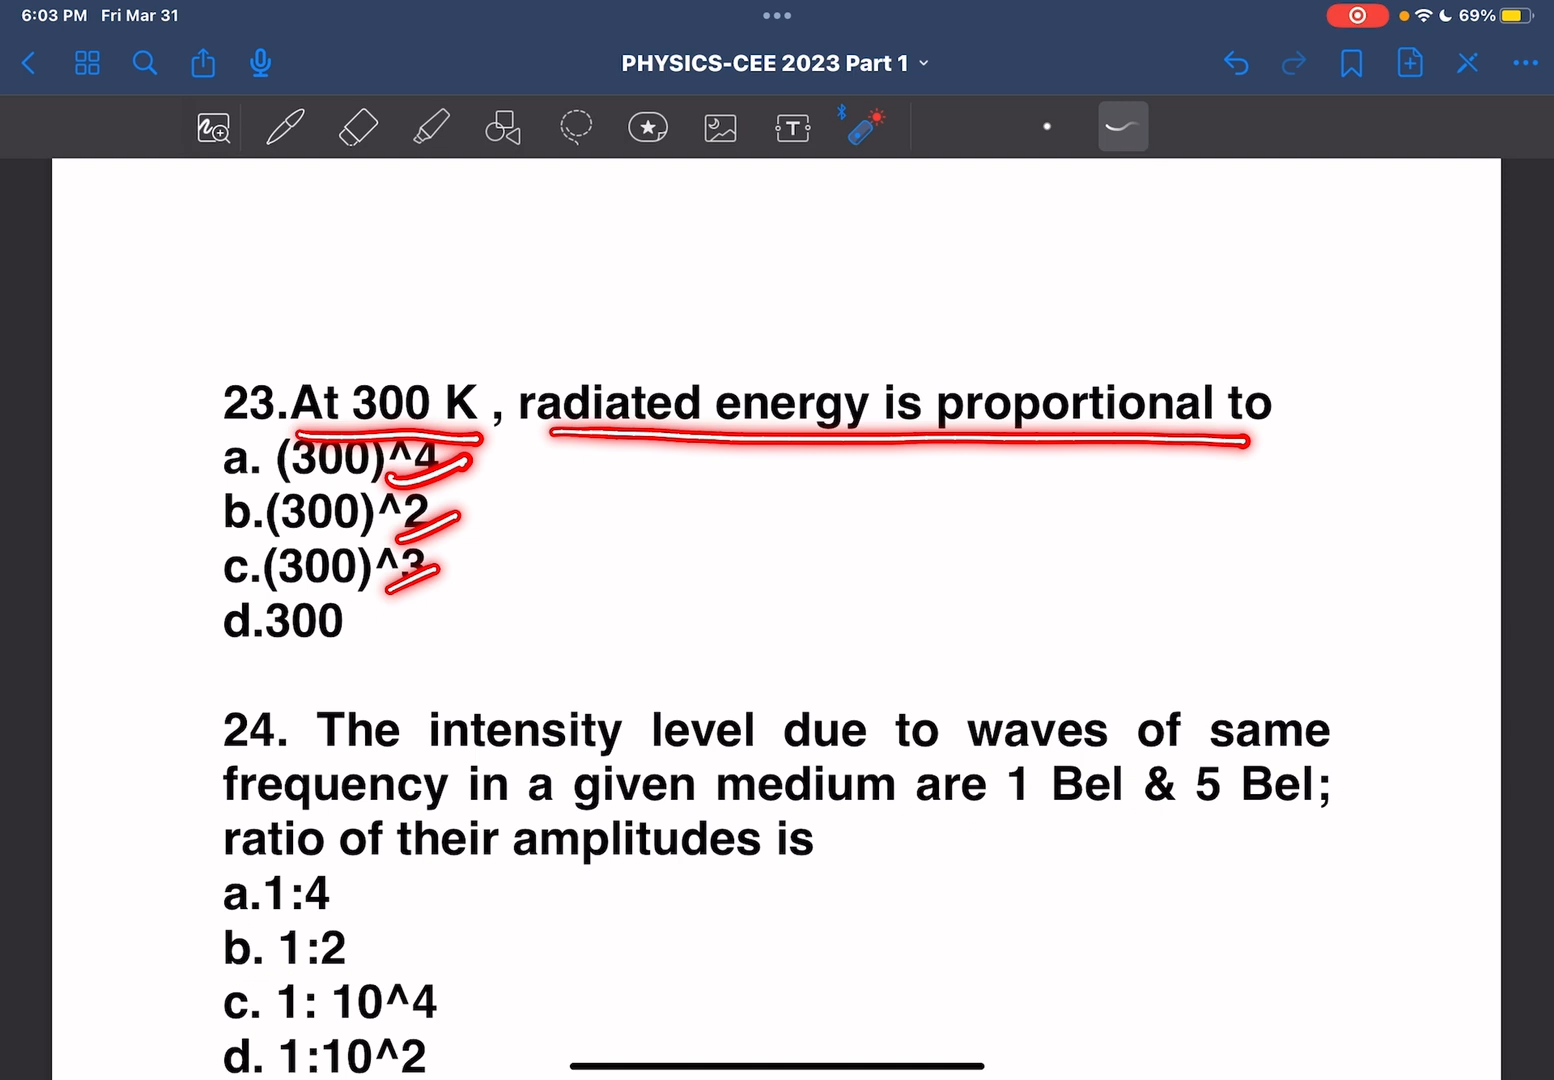 6:03 PM Fri Mar 31
69%
PHYSICS-CEE 2023 Part 1
T
23.At 300 K , radiated energy is proportional to
a. (300)^4
b.(300)^2
c.(300)^3
d.300
24. The intensity level due to waves of same
frequency in a given medium are 1 Bel & 5 Bel;
ratio of their amplitudes is
a.1:4
b. 1:2
c. 1: 10^4
d. 1:10^2